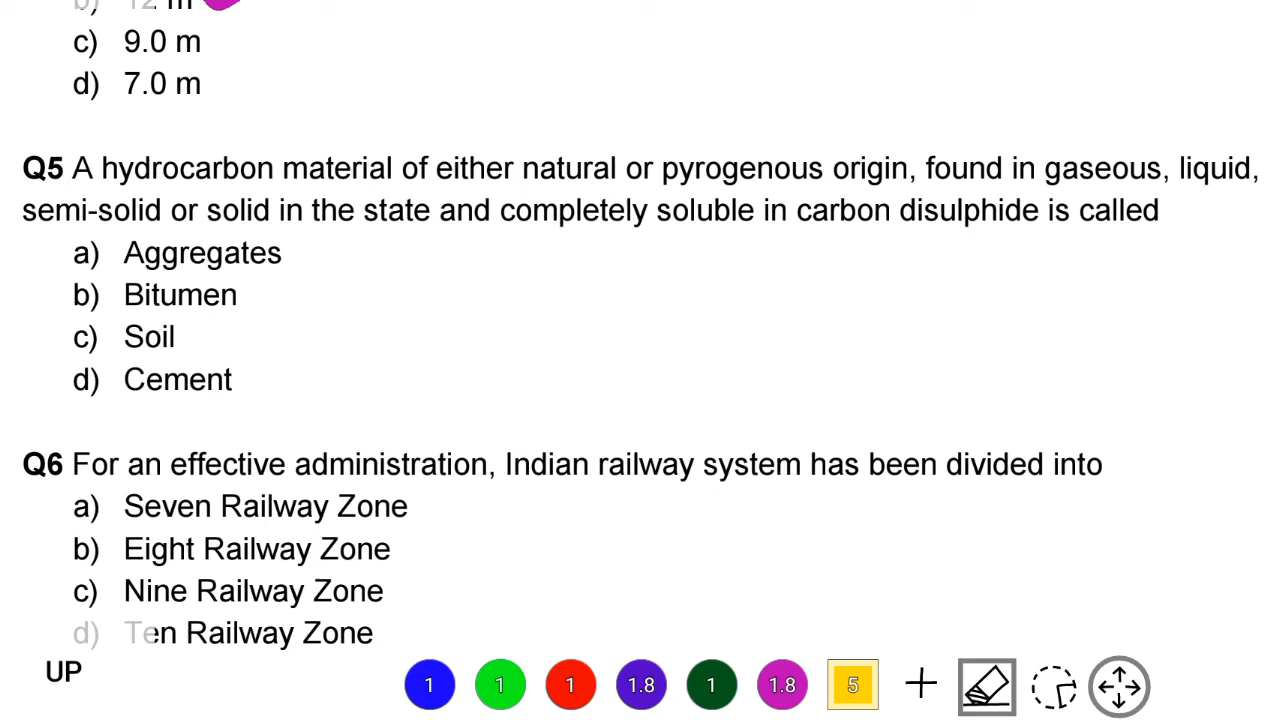 b) 12 m
c) 9.0 m
d) 7.0 m
Q5 A hydrocarbon material of either natural or pyrogenous origin, found in gaseous, liquid,
semi-solid or solid in the state and completely soluble in carbon disulphide is called
a) Aggregates
b) Bitumen
c) Soil
d) Cement
Q6 For an effective administration, Indian railway system has been divided into
a) Seven Railway Zone
b) Eight Railway Zone
c) Nine Railway Zone
d) Ten Railway Zone
UP
1 1 1 1.8 1 1.8 5